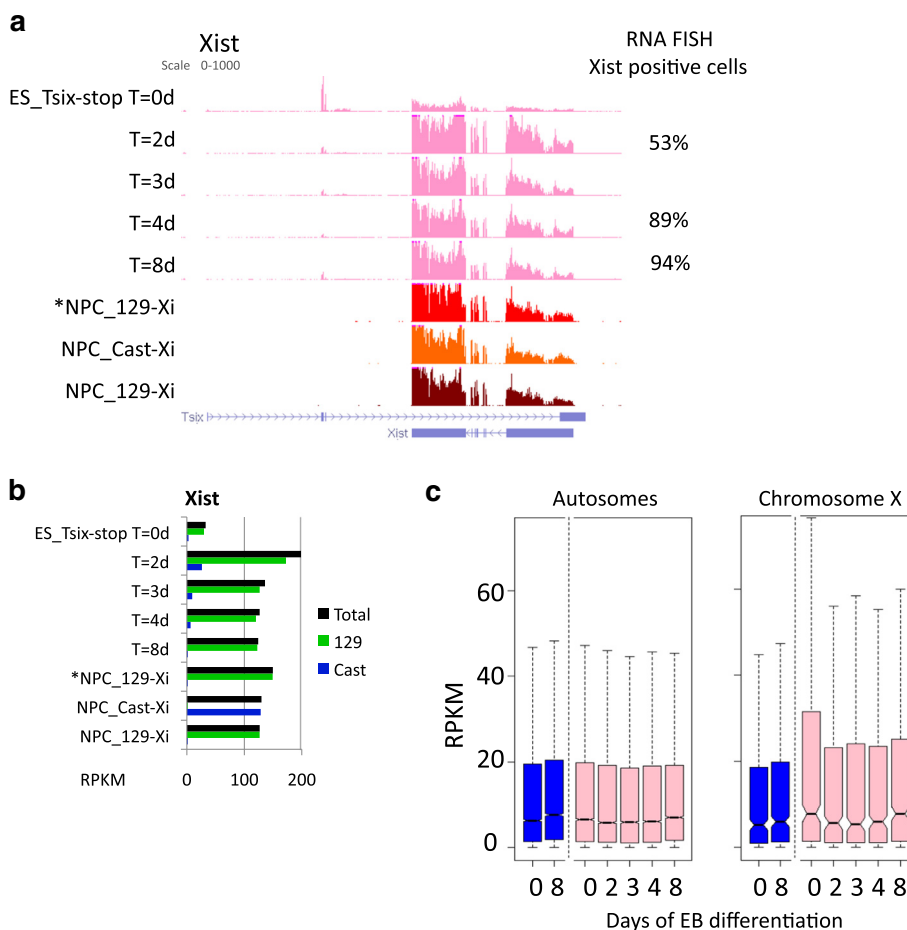 a
Xist
Scale 0-1000
RNA FISH
Xist positive cells
ES_Tsix-stop T=0d
T=2d 53%
T=3d
T=4d 89%
T=8d 94%
*NPC_129-Xi
NPC_Cast-Xi
NPC_129-Xi
Tsix
Xist
b
Xist
ES_Tsix-stop T=0d
T=2d
T=3d
T=4d
T=8d
*NPC_129-Xi
NPC_Cast-Xi
NPC_129-Xi
RPKM 0 100 200
Total
129
Cast
c
Autosomes Chromosome X
RPKM
60
40
20
0
0 8 0 2 3 4 8 0 8 0 2 3 4 8
Days of EB differentiation